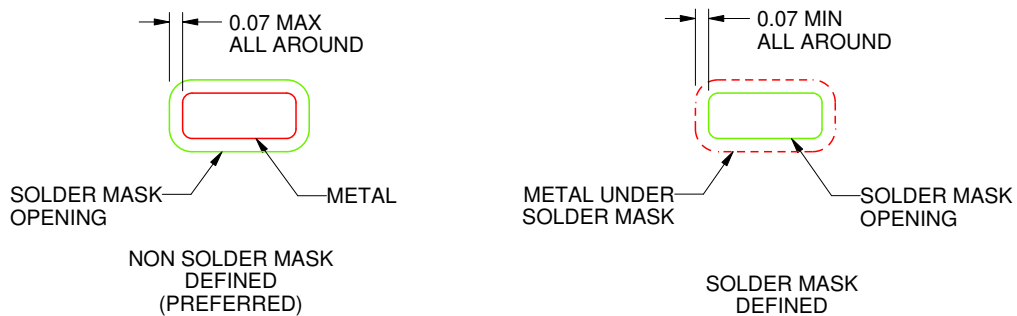 0.07 MAX
ALL AROUND
SOLDER MASK
OPENING
METAL
NON SOLDER MASK
DEFINED
(PREFERRED)
0.07 MIN
ALL AROUND
METAL UNDER
SOLDER MASK
SOLDER MASK
OPENING
SOLDER MASK
DEFINED